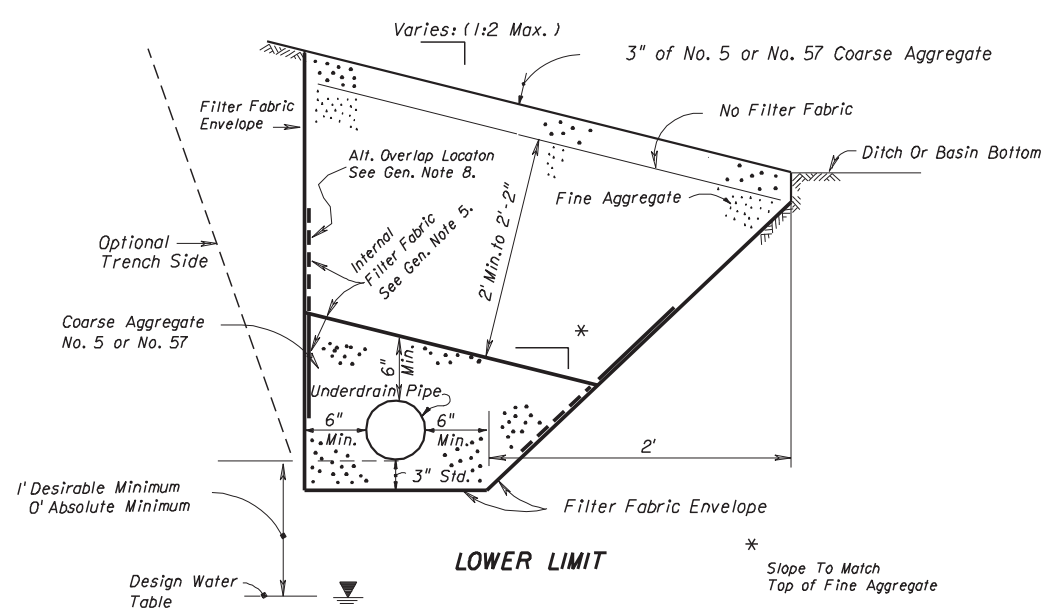 Varies: (1:2 Max.)
3" of No. 5 or No. 57 Coarse Aggregate
Filter Fabric
Envelope
No Filter Fabric
Alt. Overlap Locaton
See Gen. Note 8.
Ditch Or Basin Bottom
Internal
Filter Fabric
See Gen. Note 5.
Fine Aggregate
2' Min. to 2'-2"
Optional
Trench Side
Coarse Aggregate
No. 5 or No. 57
*
6"
Min.
Underdrain Pipe
6"
Min.
6"
Min.
2'
3" Std.
1' Desirable Minimum
0' Absolute Minimum
Filter Fabric Envelope
LOWER LIMIT
*
Slope To Match
Top of Fine Aggregate
Design Water
Table